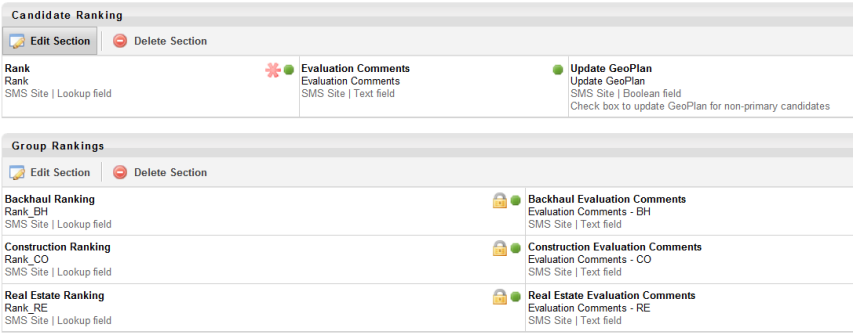 Candidate Ranking
Edit Section Delete Section
Rank Evaluation Comments Update GeoPlan
Rank Evaluation Comments Update GeoPlan
SMS Site | Lookup field SMS Site | Text field SMS Site | Boolean field
Check box to update GeoPlan for non-primary candidates
Group Rankings
Edit Section Delete Section
Backhaul Ranking Backhaul Evaluation Comments
Rank_BH Evaluation Comments - BH
SMS Site | Lookup field SMS Site | Text field
Construction Ranking Construction Evaluation Comments
Rank_CO Evaluation Comments - CO
SMS Site | Lookup field SMS Site | Text field
Real Estate Ranking Real Estate Evaluation Comments
Rank_RE Evaluation Comments - RE
SMS Site | Lookup field SMS Site | Text field